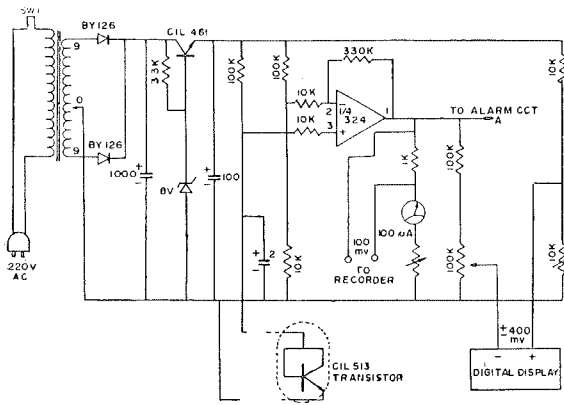 SW1
BY126
CIL 461
9
0
9
BY126
3.3K
1000
8V
100
220V
AC
100K
100K
330K
10K
10K
2
3
1/4
324
1
2
10K
1K
100 µA
100
mv
TO
RECORDER
TO ALARM CCT
A
100K
100K
10K
10K
±400
mv
DIGITAL DISPLAY
CIL 513
TRANSISTOR